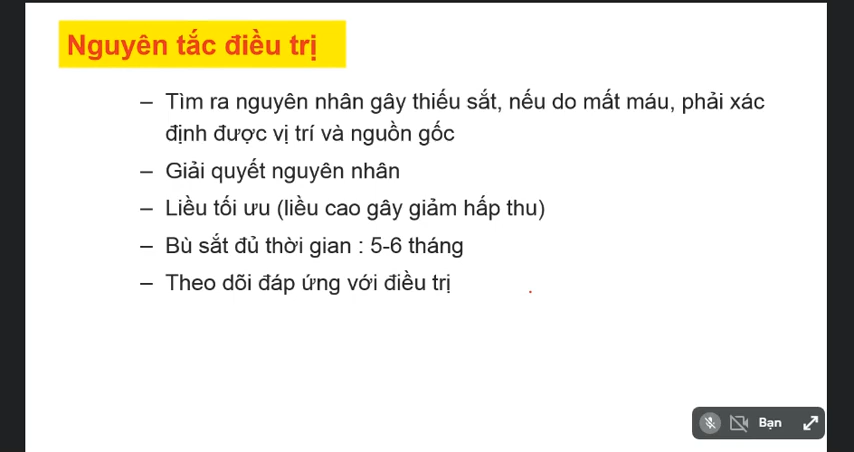 Nguyên tắc điều trị
– Tìm ra nguyên nhân gây thiếu sắt, nếu do mất máu, phải xác
định được vị trí và nguồn gốc
– Giải quyết nguyên nhân
– Liều tối ưu (liều cao gây giảm hấp thu)
– Bù sắt đủ thời gian : 5-6 tháng
– Theo dõi đáp ứng với điều trị
Bạn